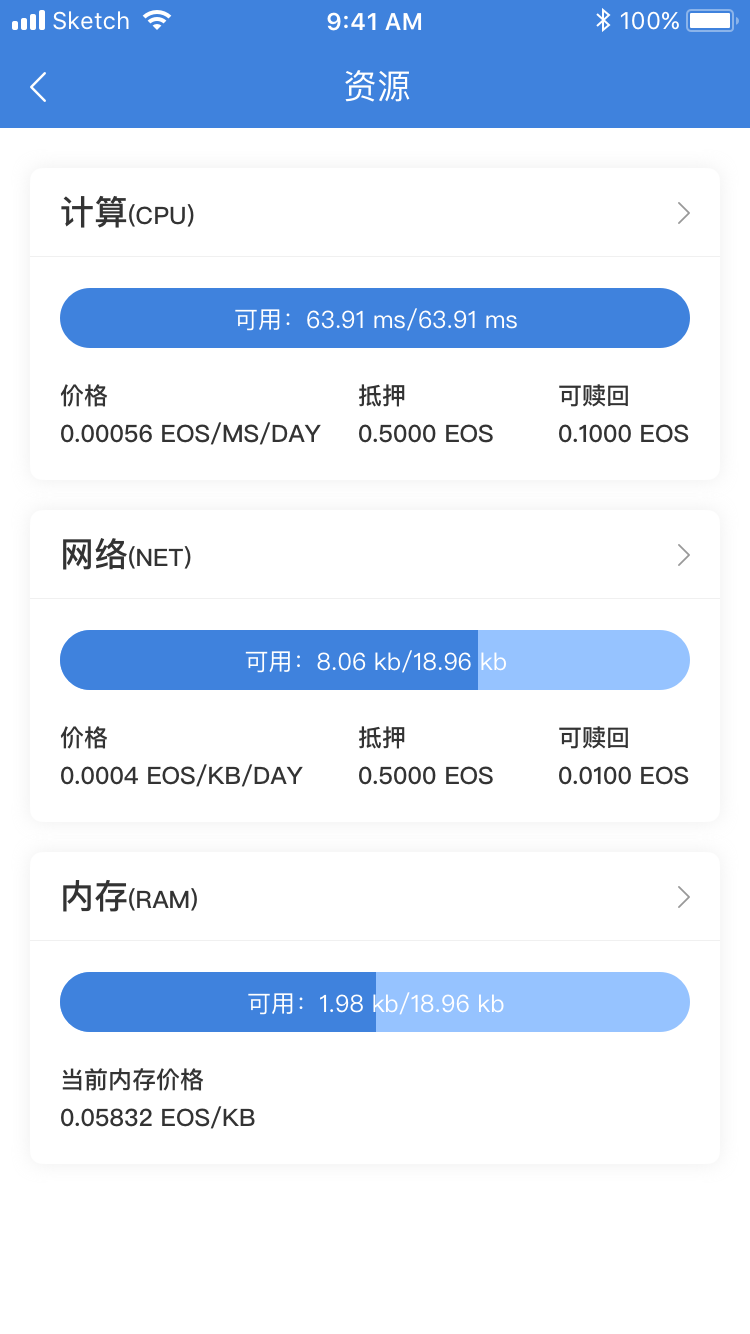 Sketch 9:41 AM 100%
资源
计算(CPU)
可用：63.91 ms/63.91 ms
价格 抵押 可赎回
0.00056 EOS/MS/DAY 0.5000 EOS 0.1000 EOS
网络(NET)
可用：8.06 kb/18.96 kb
价格 抵押 可赎回
0.0004 EOS/KB/DAY 0.5000 EOS 0.0100 EOS
内存(RAM)
可用：1.98 kb/18.96 kb
当前内存价格
0.05832 EOS/KB